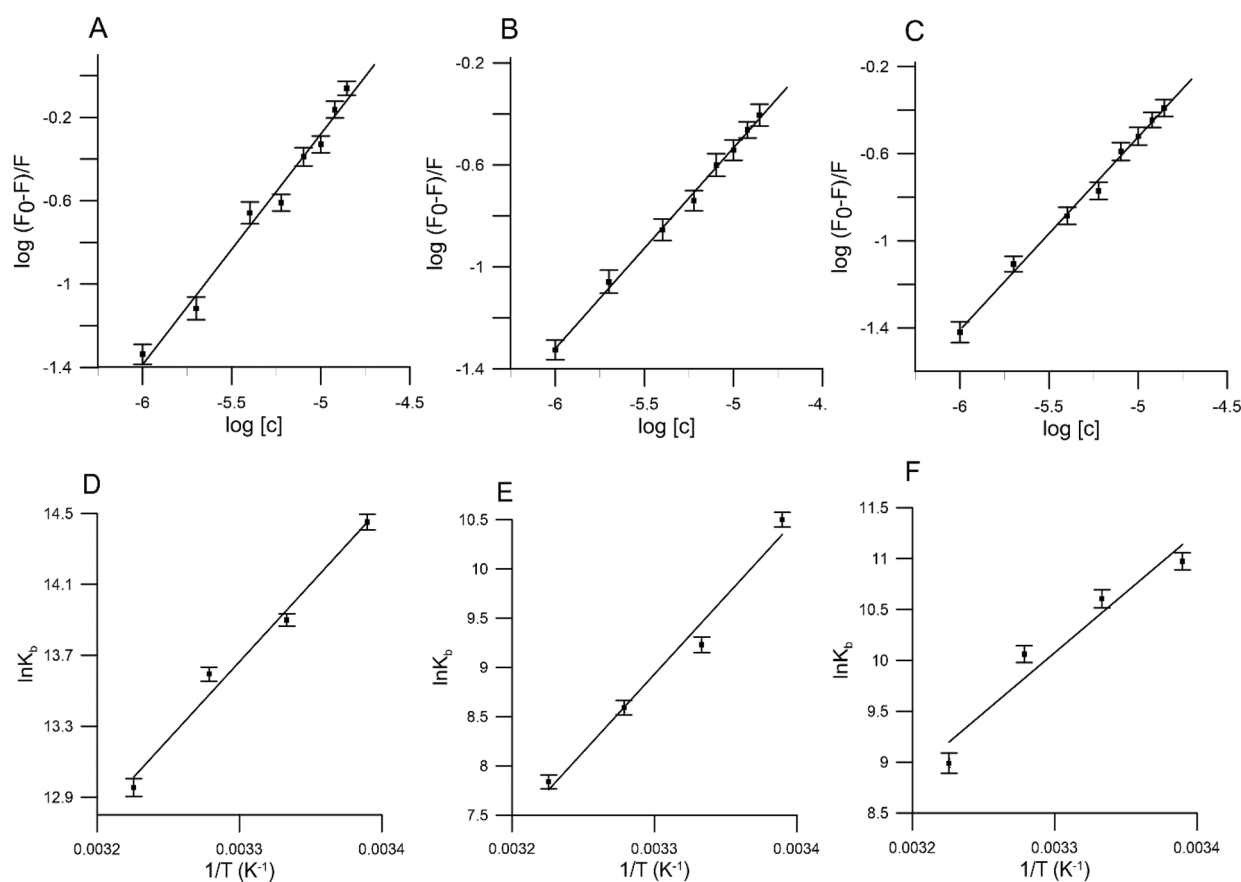 A
-0.2
-0.6
-1
-1.4
log (F0-F)/F
-6
-5.5
-5
-4.5
log [c]
B
-0.2
-0.6
-1
-1.4
log (F0-F)/F
-6
-5.5
-5
-4.
log [c]
C
-0.2
-0.6
-1
-1.4
log (F0-F)/F
-6
-5.5
-5
-4.5
log [c]
D
14.5
14.1
13.7
13.3
12.9
lnKb
0.0032
0.0033
0.0034
1/T (K-1)
E
10.5
10
9.5
9
8.5
8
7.5
lnKb
0.0032
0.0033
0.0034
1/T (K-1)
F
11.5
11
10.5
10
9.5
9
8.5
lnKb
0.0032
0.0033
0.0034
1/T (K-1)